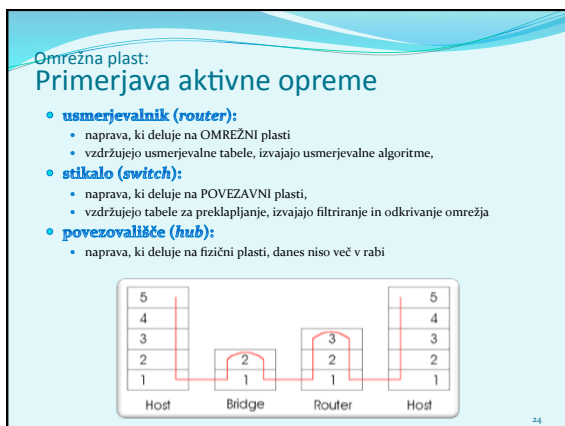 Omrežna plast:
Primerjava aktivne opreme
usmerjevalnik (router):
naprava, ki deluje na OMREŽNI plasti
vzdržujejo usmerjevalne tabele, izvajajo usmerjevalne algoritme,
stikalo (switch):
naprava, ki deluje na POVEZAVNI plasti,
vzdržujejo tabele za preklapljanje, izvajajo filtriranje in odkrivanje omrežja
povezovališče (hub):
naprava, ki deluje na fizični plasti, danes niso več v rabi
5 5
4 4
3 3 3
2 2 2 2
1 1 1 1
Host Bridge Router Host
24